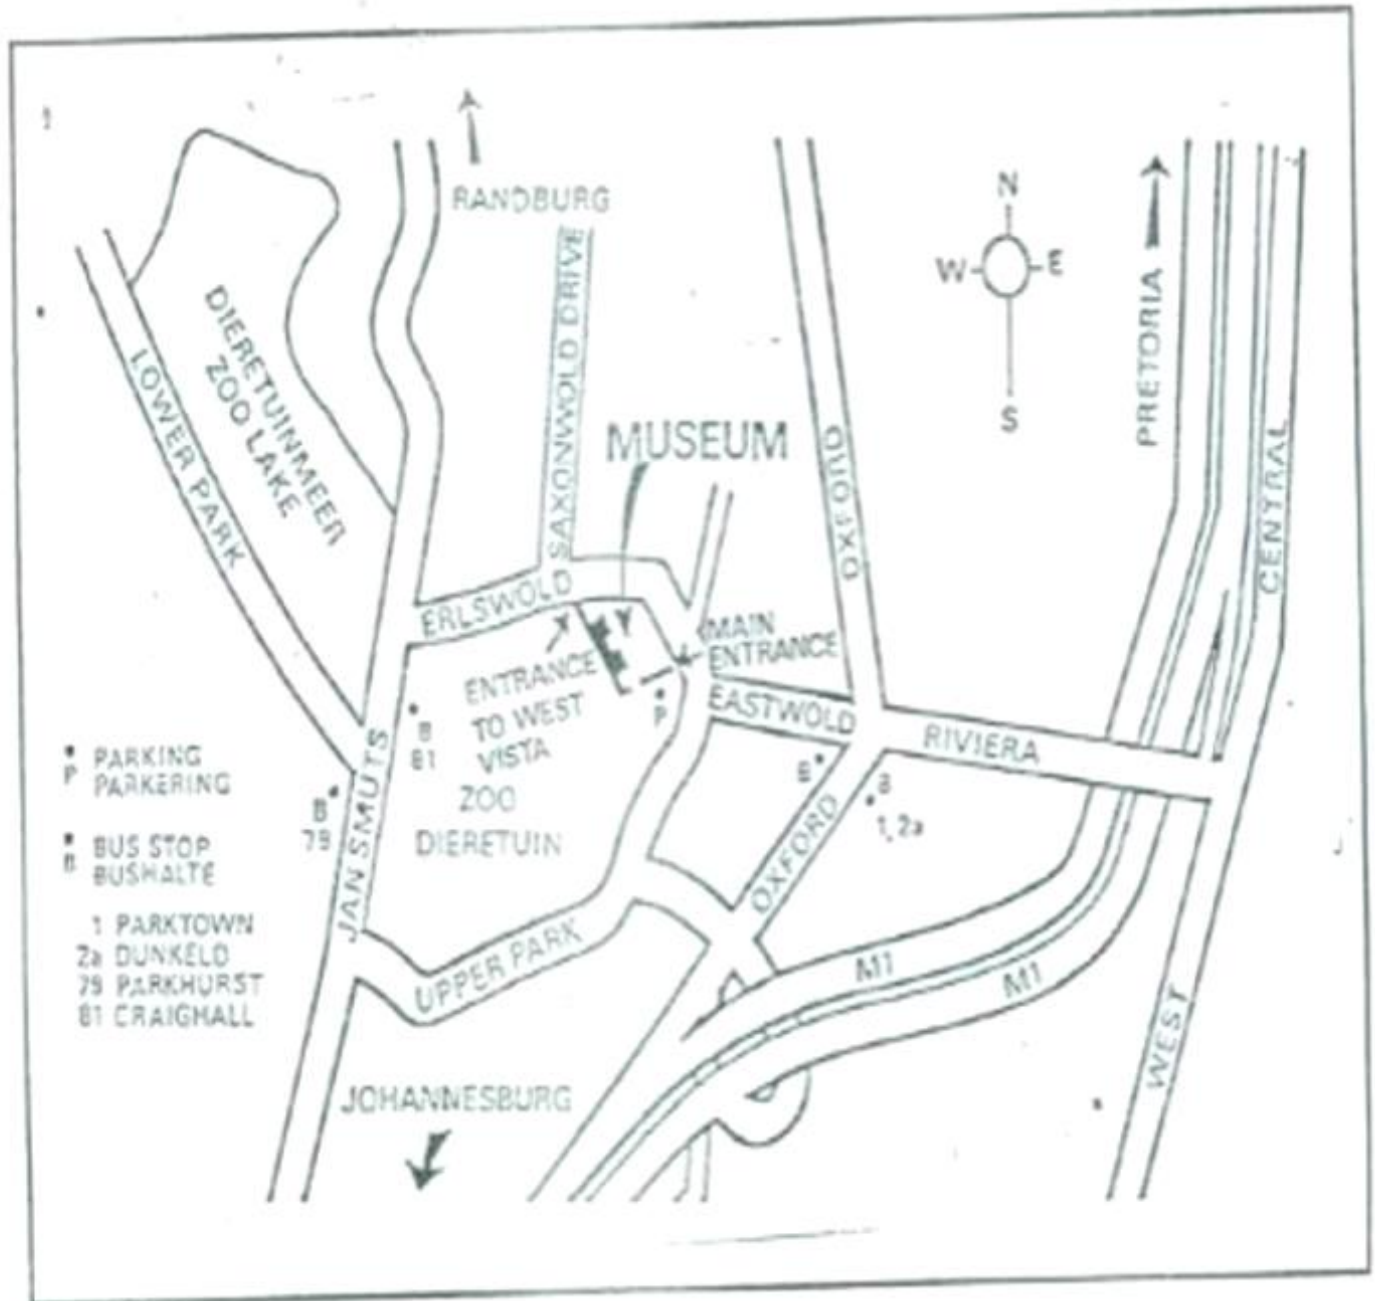 RANDBURG
N
W
E
S
PRETORIA
DIERETUINMEER
ZOO LAKE
LOWER PARK
SAXONWOLD DRIVE
MUSEUM
OXFORD
CENTRAL
ERLSWOLD
MAIN
ENTRANCE
ENTRANCE
TO WEST
VISTA
P
EASTWOLD
RIVIERA
B
81
ZOO
DIERETUIN
B
79
JANSMUTS
B
B
1, 2a
OXFORD
UPPER PARK
M1
M1
WEST
P PARKING
PARKERING
B BUS STOP
BUSHALTE
1 PARKTOWN
2a DUNKELD
79 PARKHURST
81 CRAIGHALL
JOHANNESBURG